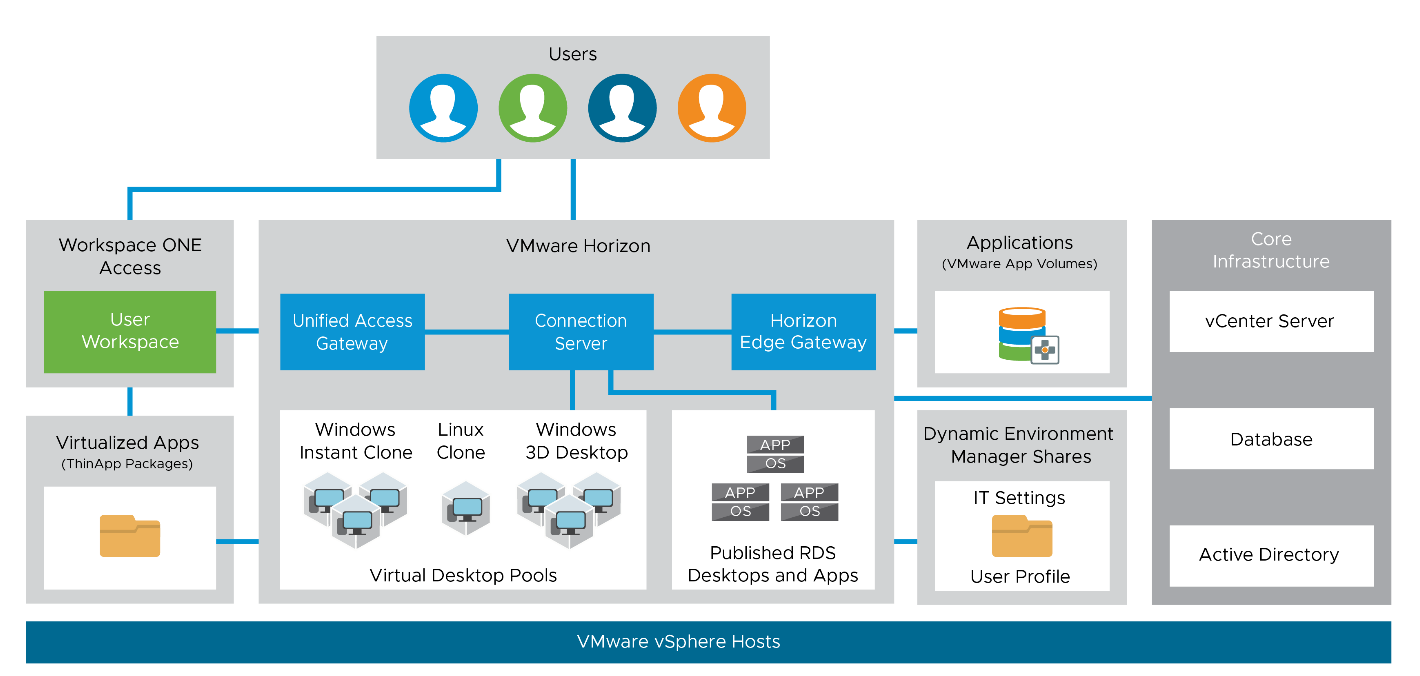 Users
Workspace ONE
Access
User
Workspace
Virtualized Apps
(ThinApp Packages)
VMware Horizon
Unified Access
Gateway
Connection
Server
Horizon
Edge Gateway
Windows
Instant Clone
Linux
Clone
Windows
3D Desktop
Virtual Desktop Pools
APP
OS
APP
OS
APP
OS
Published RDS
Desktops and Apps
Applications
(VMware App Volumes)
Dynamic Environment
Manager Shares
IT Settings
User Profile
Core
Infrastructure
vCenter Server
Database
Active Directory
VMware vSphere Hosts